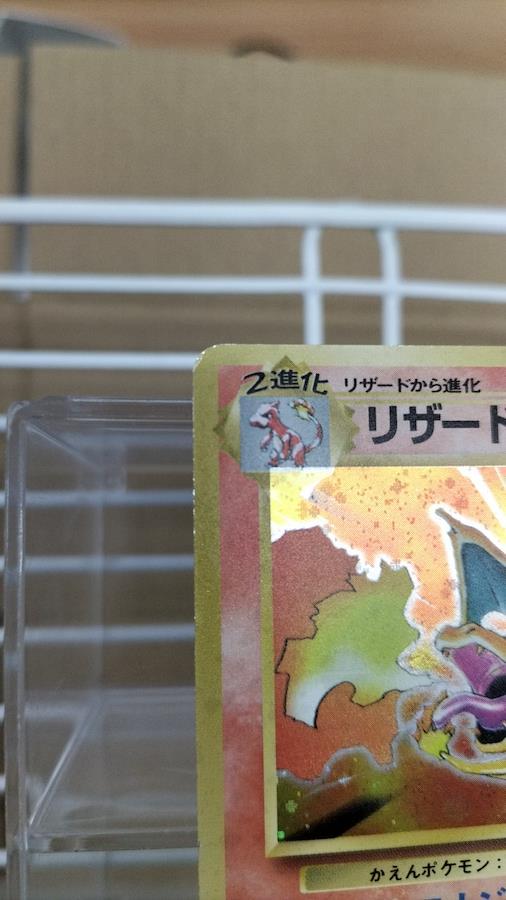 2進化 リザードから進化
リザード
かえんポケモン: